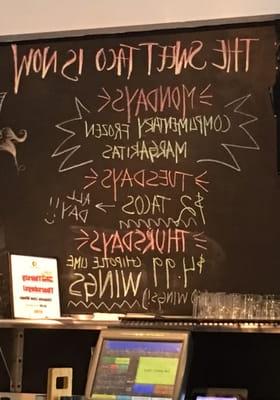 THE SWEET TACO IS NOW
MONDAYS
COMPLIMENTARY FROZEN
MARGARITAS
TUESDAYS
$2 TACOS
ALL
DAY!!
THURSDAYS
$4.99 CHIPOTLE LIME
WINGS
WINGS!)